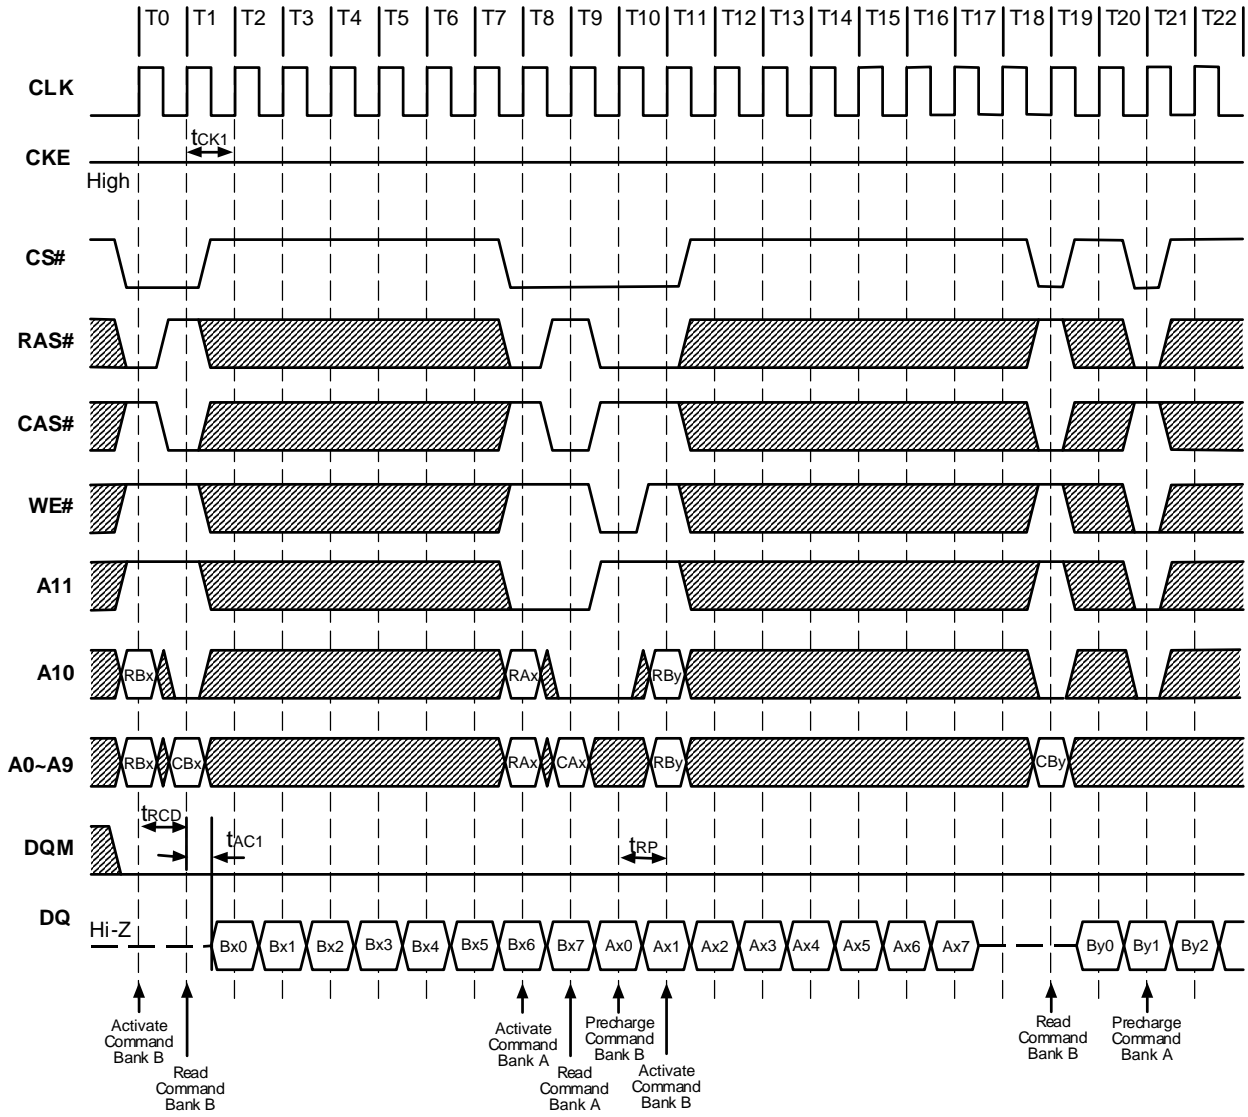 T0 T1 T2 T3 T4 T5 T6 T7 T8 T9 T10 T11 T12 T13 T14 T15 T16 T17 T18 T19 T20 T21 T22
CLK
tCK1
CKE
High
CS#
RAS#
CAS#
WE#
A11
A10
RBx RAx RBy
A0~A9
RBx CBx RAx CAx RBy CBy
tRCD
tAC1
tRP
DQM
DQ
Hi-Z
Bx0 Bx1 Bx2 Bx3 Bx4 Bx5 Bx6 Bx7 Ax0 Ax1 Ax2 Ax3 Ax4 Ax5 Ax6 Ax7 By0 By1 By2
Activate
Command
Bank B
Read
Command
Bank B
Activate
Command
Bank A
Read
Command
Bank A
Precharge
Command
Bank B
Activate
Command
Bank B
Read
Command
Bank B
Precharge
Command
Bank A